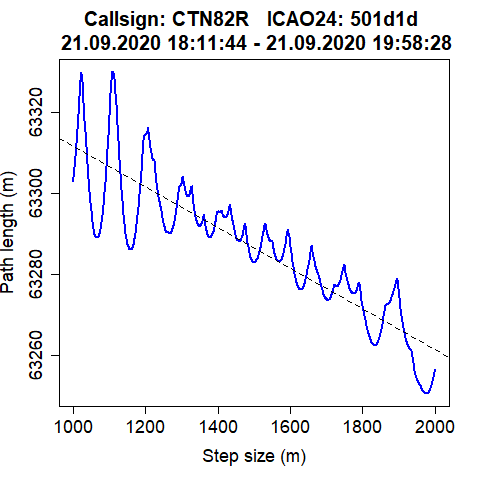 Callsign: CTN82R   ICAO24: 501d1d
21.09.2020 18:11:44 - 21.09.2020 19:58:28
Path length (m)
63320
63300
63280
63260
1000 1200 1400 1600 1800 2000
Step size (m)